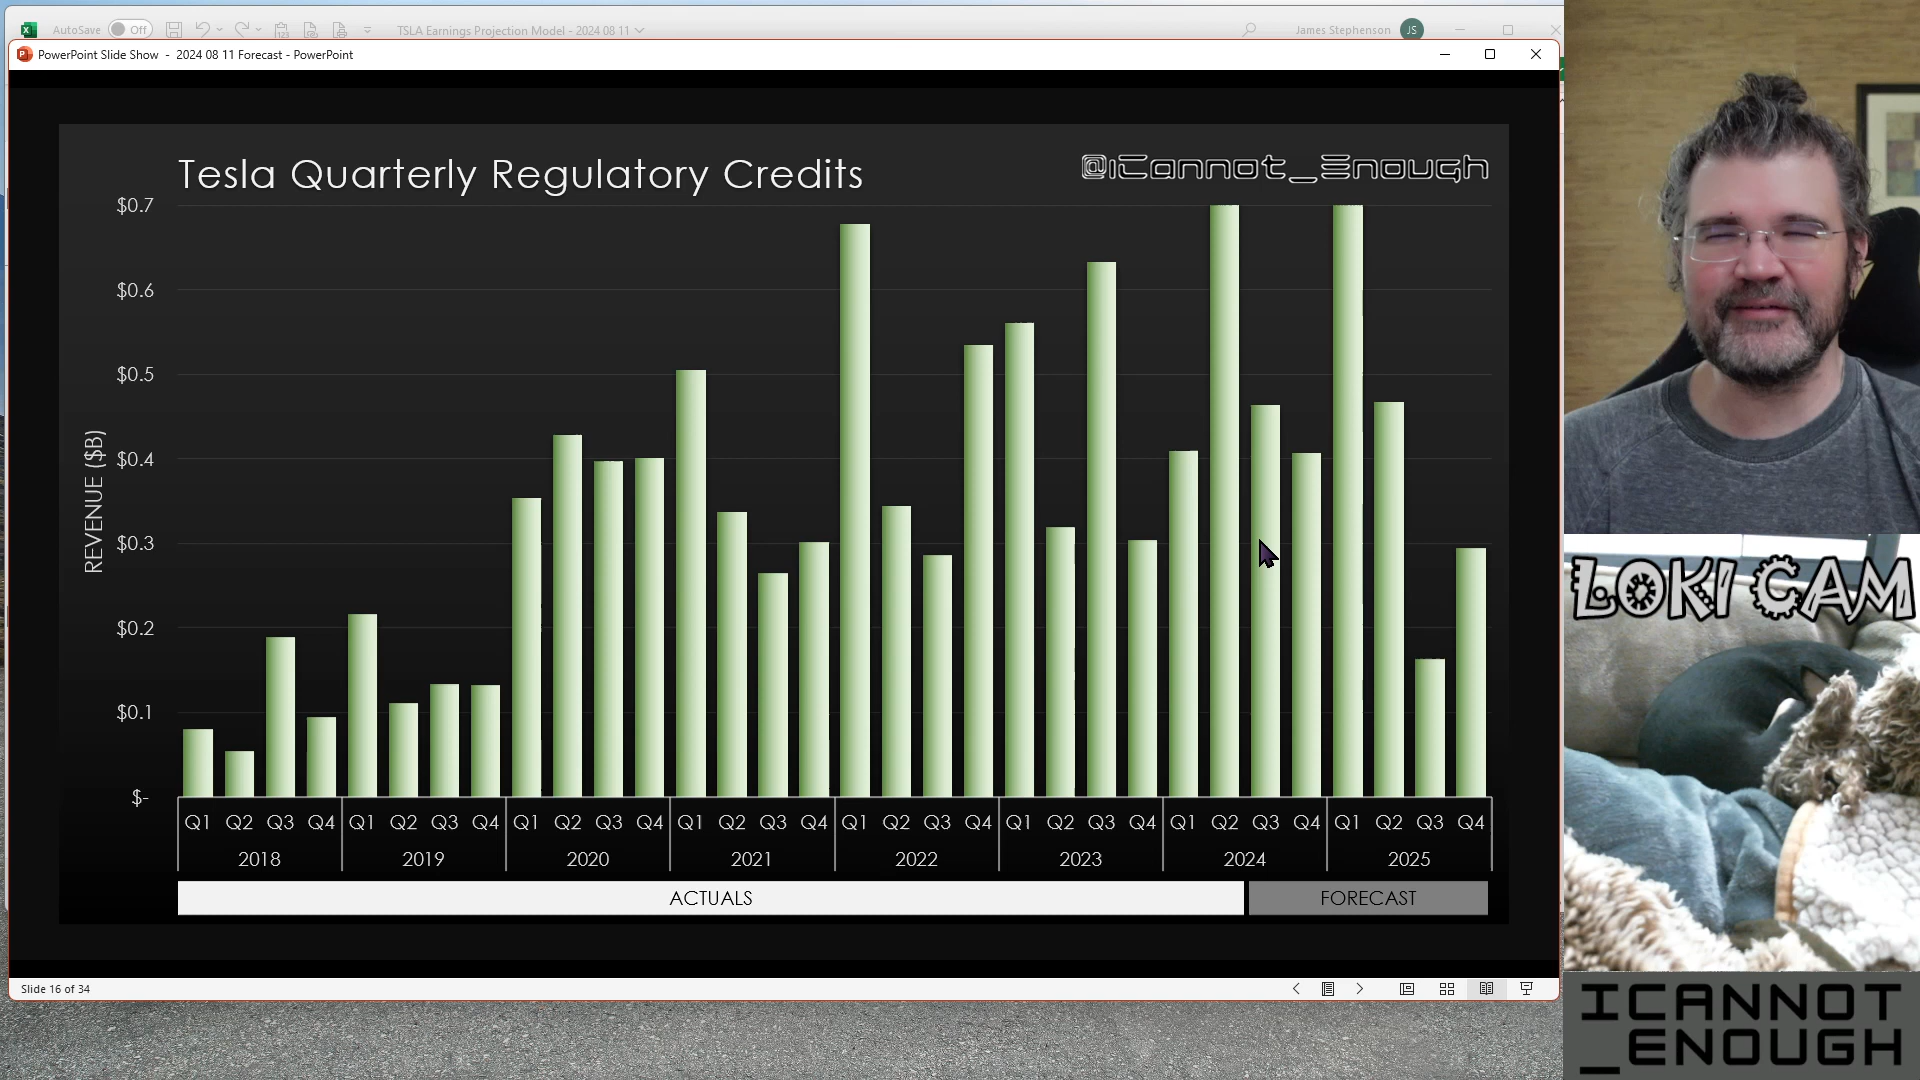 AutoSave Off TSLA Earnings Projection Model - 2024 08 11 James Stephenson JS
PowerPoint Slide Show - 2024 08 11 Forecast - PowerPoint
Tesla Quarterly Regulatory Credits
@iCannot_Enough
REVENUE ($B)
$0.7
$0.6
$0.5
$0.4
$0.3
$0.2
$0.1
$-
Q1 Q2 Q3 Q4 Q1 Q2 Q3 Q4 Q1 Q2 Q3 Q4 Q1 Q2 Q3 Q4 Q1 Q2 Q3 Q4 Q1 Q2 Q3 Q4 Q1 Q2 Q3 Q4 Q1 Q2 Q3 Q4
2018 2019 2020 2021 2022 2023 2024 2025
ACTUALS FORECAST
Slide 16 of 34
LOKI CAM
ICANNOT
_ENOUGH